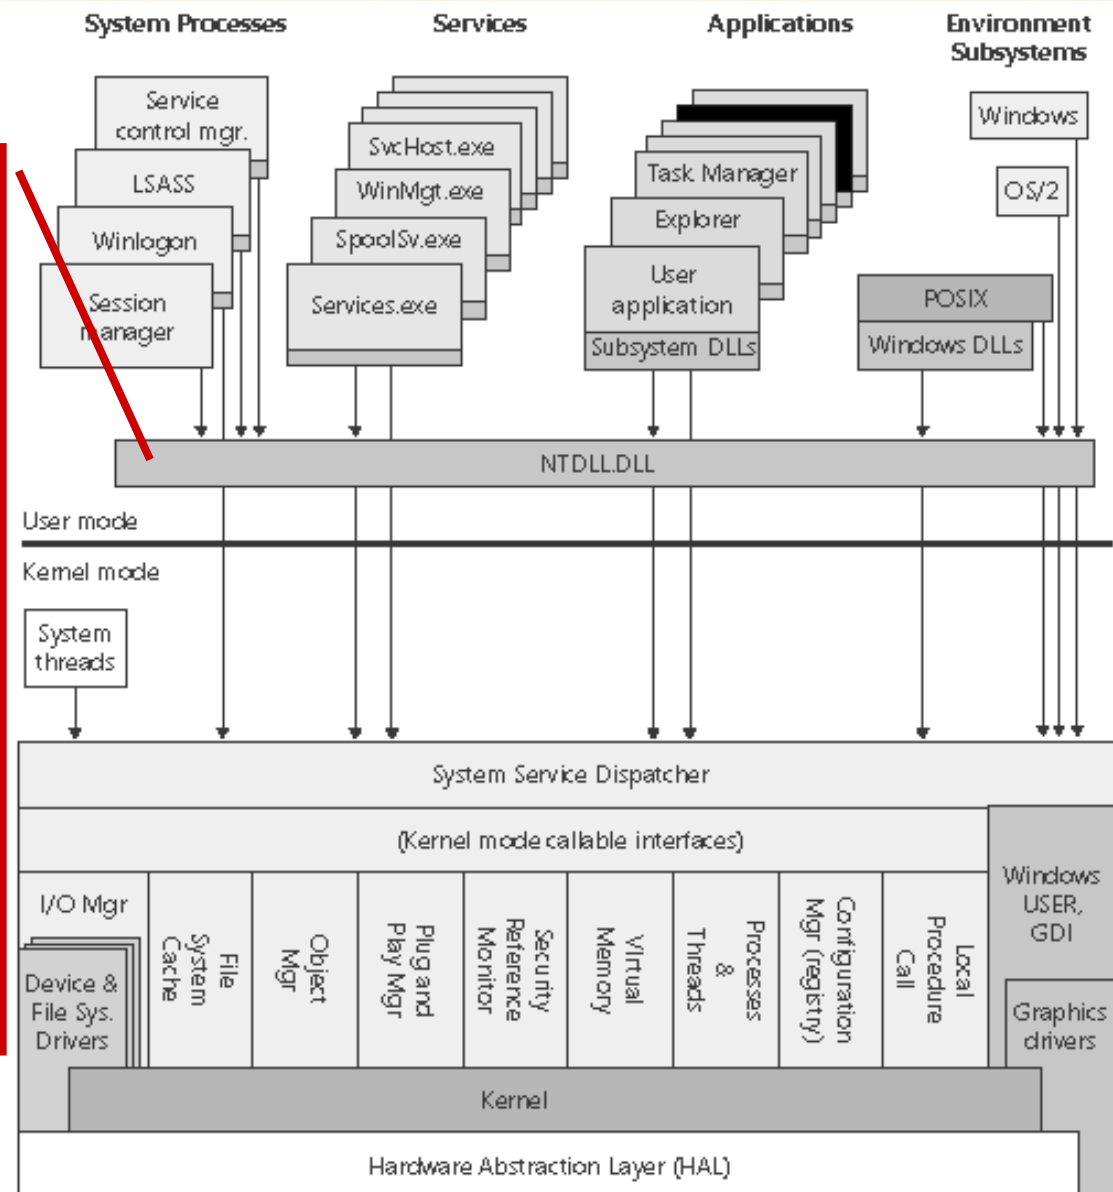 System Processes
Services
Applications
Environment
Subsystems
Service
control mgr.
LSASS
Winlogon
Session
manager
SvcHost.exe
WinMgt.exe
SpoolSv.exe
Services.exe
Task Manager
Explorer
User
application
Subsystem DLLs
Windows
OS/2
POSIX
Windows DLLs
NTDLL.DLL
User mode
Kernel mode
System
threads
System Service Dispatcher
(Kernel mode callable interfaces)
I/O Mgr
Device &
File Sys.
Drivers
File
System
Cache
Object
Mgr
Plug and
Play Mgr
Security
Reference
Monitor
Virtual
Memory
Processes
&
Threads
Configuration
Mgr (registry)
Local
Procedure
Call
Windows
USER,
GDI
Graphics
drivers
Kernel
Hardware Abstraction Layer (HAL)